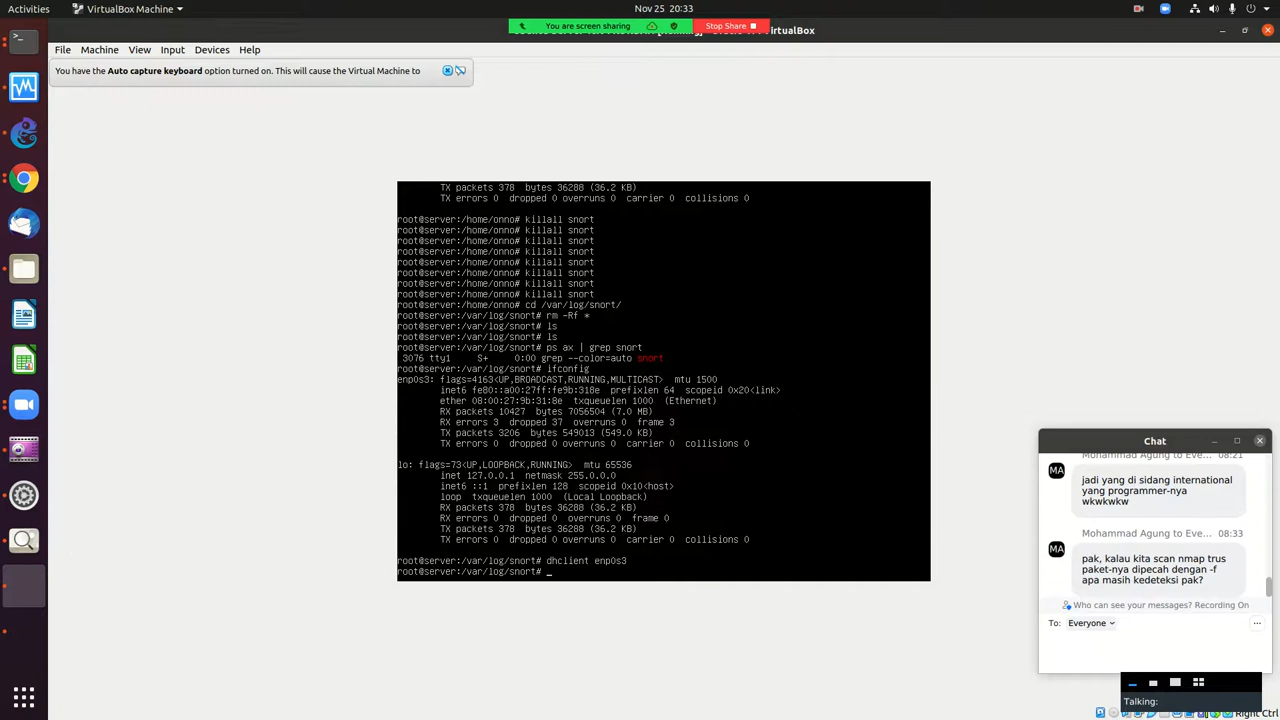 Activities
VirtualBox Machine
Nov 25 20:33
You are screen sharing
Stop Share
VirtualBox
File Machine View Input Devices Help
You have the Auto capture keyboard option turned on. This will cause the Virtual Machine to
TX packets 378 bytes 36288 (36.2 KB)
TX errors 0 dropped 0 overruns 0 carrier 0 collisions 0
root@server:/home/onno# killall snort
root@server:/home/onno# killall snort
root@server:/home/onno# killall snort
root@server:/home/onno# killall snort
root@server:/home/onno# killall snort
root@server:/home/onno# killall snort
root@server:/home/onno# killall snort
root@server:/home/onno# killall snort
root@server:/home/onno# cd /var/log/snort/
root@server:/var/log/snort# rm -Rf *
root@server:/var/log/snort# ls
root@server:/var/log/snort# ls
root@server:/var/log/snort# ps ax | grep snort
3076 tty1 S+ 0:00 grep --color=auto snort
root@server:/var/log/snort# ifconfig
enp0s3: flags=4163<UP,BROADCAST,RUNNING,MULTICAST> mtu 1500
inet6 fe80::a00:27ff:fe9b:318e prefixlen 64 scopeid 0x20<link>
ether 08:00:27:9b:31:8e txqueuelen 1000 (Ethernet)
RX packets 10427 bytes 7056504 (7.0 MB)
RX errors 3 dropped 37 overruns 0 frame 3
TX packets 3206 bytes 549013 (549.0 KB)
TX errors 0 dropped 0 overruns 0 carrier 0 collisions 0
lo: flags=73<UP,LOOPBACK,RUNNING> mtu 65536
inet 127.0.0.1 netmask 255.0.0.0
inet6 ::1 prefixlen 128 scopeid 0x10<host>
loop txqueuelen 1000 (Local Loopback)
RX packets 378 bytes 36288 (36.2 KB)
RX errors 0 dropped 0 overruns 0 frame 0
TX packets 378 bytes 36288 (36.2 KB)
TX errors 0 dropped 0 overruns 0 carrier 0 collisions 0
root@server:/var/log/snort# dhclient enp0s3
root@server:/var/log/snort# _
Chat
Mohammad Agung to Eve... 08:21
MA
jadi yang di sidang international
yang programmer-nya
wkwkwkw
Mohammad Agung to Eve... 08:33
MA
pak, kalau kita scan nmap trus
paket-nya dipecah dengan -f
apa masih kedeteksi pak?
Who can see your messages? Recording On
To: Everyone
Talking:
Right Ctrl